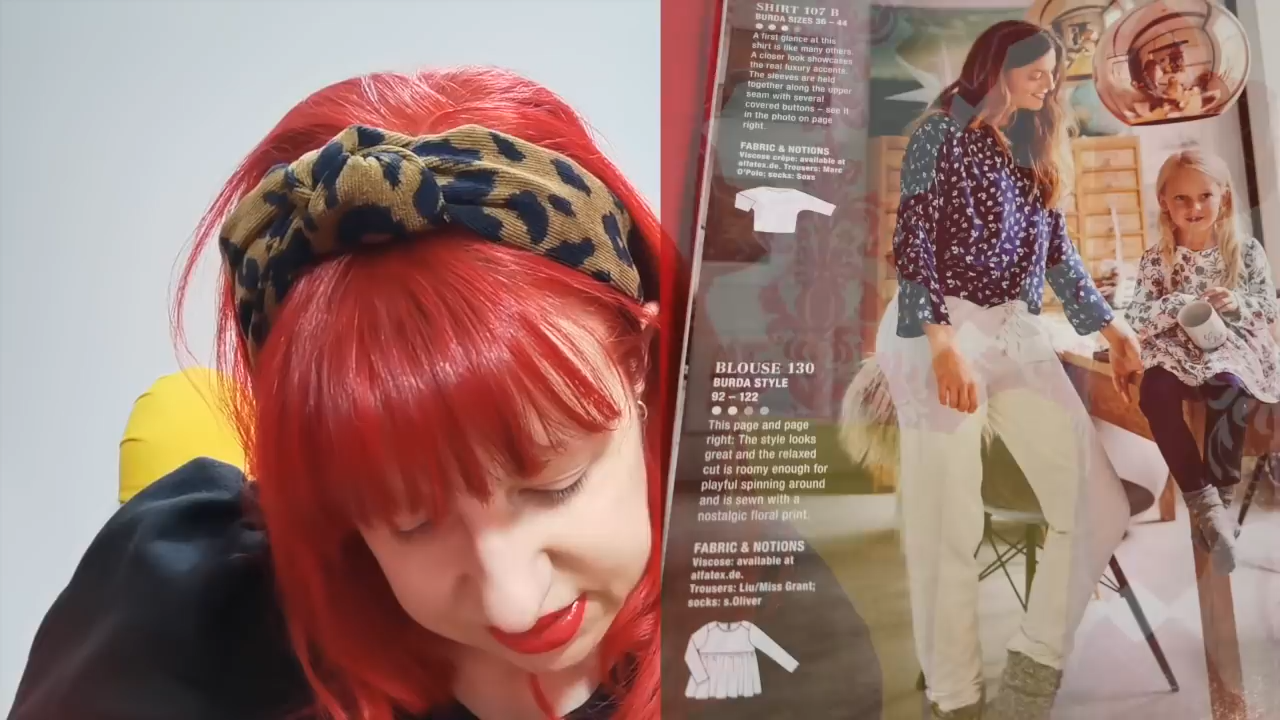 SHIRT 107 B
BURDA SIZES 36 – 44
A first glance at this
shirt is like many others.
A closer look showcases
the real luxury accents.
The sleeves are held
together along the upper
seam with several
covered buttons – see it
in the photo on page
right.
FABRIC & NOTIONS
Viscose crêpe: available at
alfatex.de. Trousers: Marc
O'Polo; socks: Soxs
BLOUSE 130
BURDA STYLE
92 – 122
This page and page
right: The style looks
great and the relaxed
cut is roomy enough for
playful spinning around
and is sewn with a
nostalgic floral print.
FABRIC & NOTIONS
Viscose: available at
alfatex.de.
Trousers: Liu/Miss Grant;
socks: s.Oliver